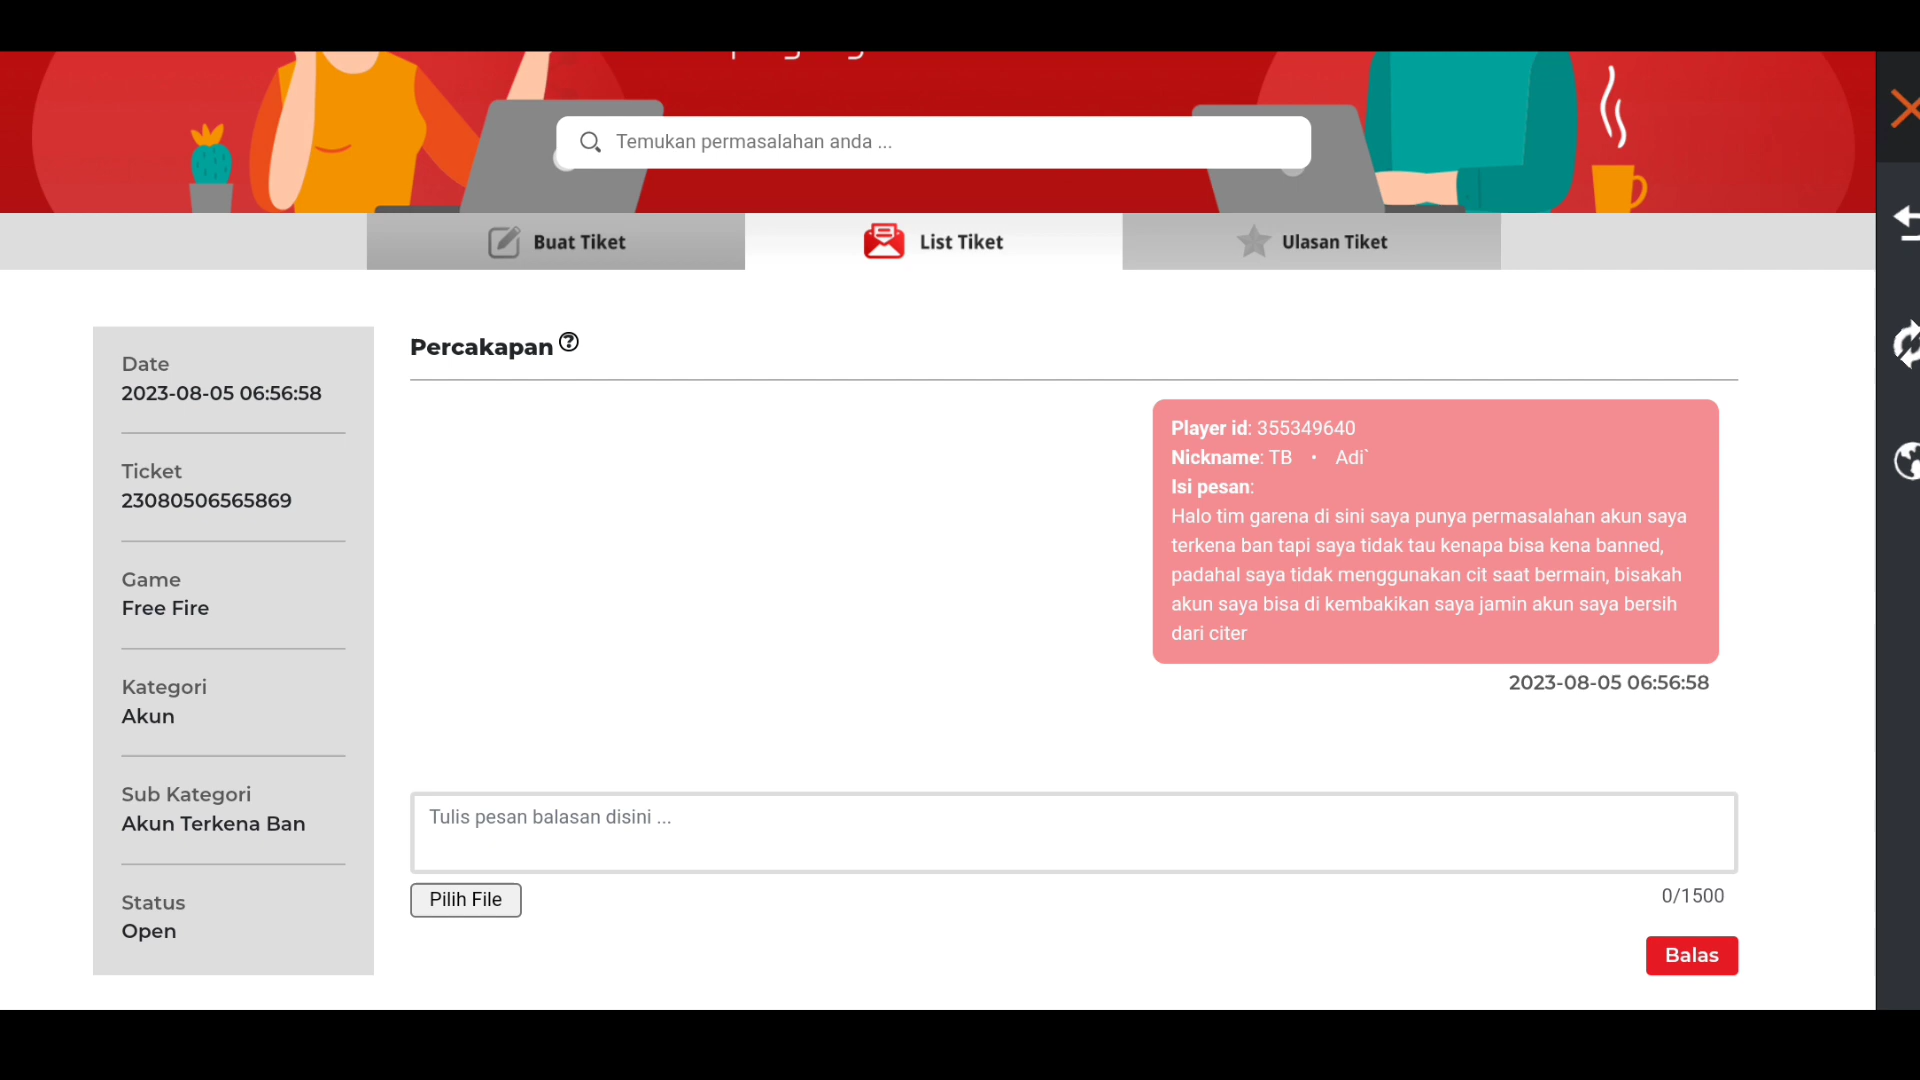 Temukan permasalahan anda ...
Buat Tiket
List Tiket
Ulasan Tiket
Date
2023-08-05 06:56:58
Ticket
23080506565869
Game
Free Fire
Kategori
Akun
Sub Kategori
Akun Terkena Ban
Status
Open
Percakapan
Player id: 355349640
Nickname: TB • Adi`
Isi pesan:
Halo tim garena di sini saya punya permasalahan akun saya
terkena ban tapi saya tidak tau kenapa bisa kena banned,
padahal saya tidak menggunakan cit saat bermain, bisakah
akun saya bisa di kembakikan saya jamin akun saya bersih
dari citer
2023-08-05 06:56:58
Tulis pesan balasan disini ...
Pilih File
0/1500
Balas